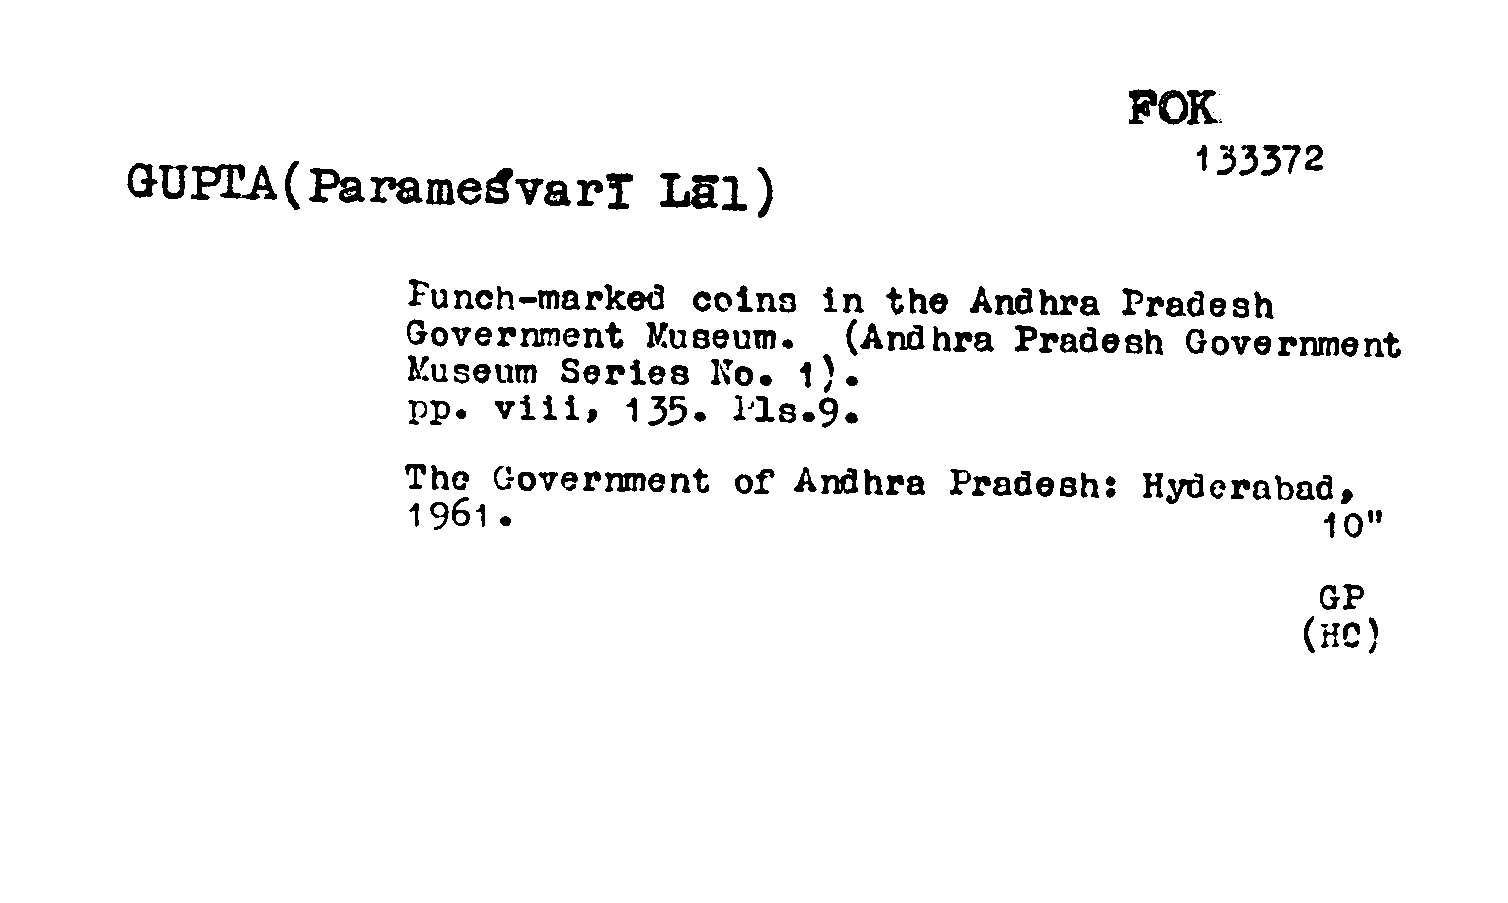 FOK
133372
GUPTA(Parameśvarī Lāl)
Punch-marked coins in the Andhra Pradesh
Government Museum. (Andhra Pradesh Government
Museum Series No. 1).
pp. viii, 135. Pls.9.
The Government of Andhra Pradesh: Hyderabad,
1961. 10"
GP
(HC)